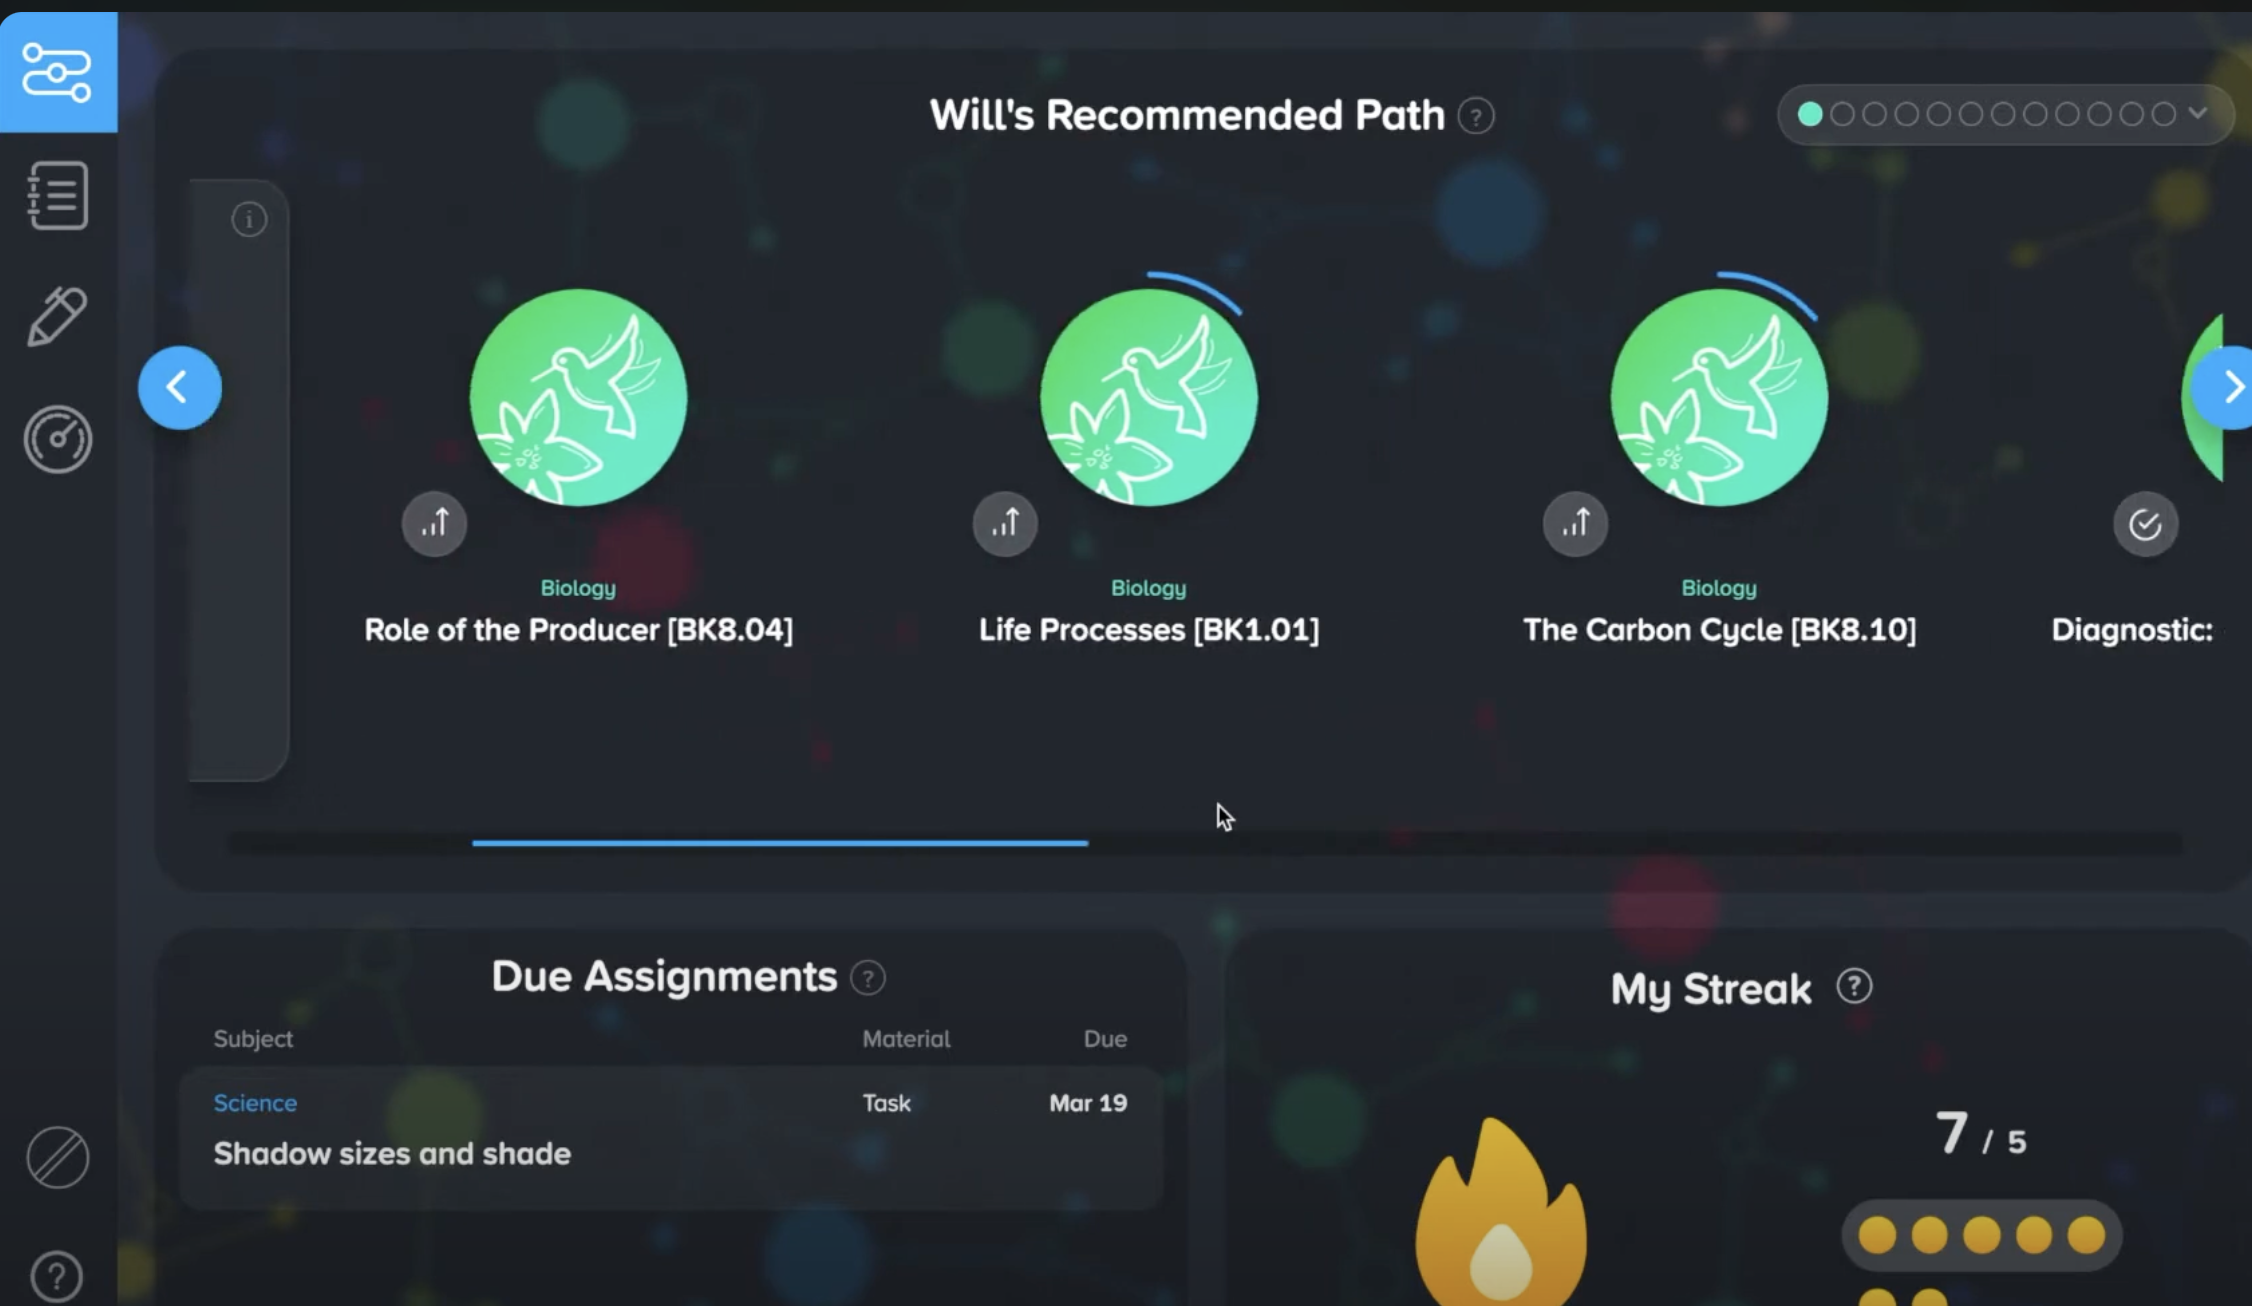 Will's Recommended Path ?
i
Biology
Role of the Producer [BK8.04]
Biology
Life Processes [BK1.01]
Biology
The Carbon Cycle [BK8.10]
Diagnostic:
Due Assignments ?
Subject Material Due
Science Task Mar 19
Shadow sizes and shade
My Streak ?
7 / 5
?